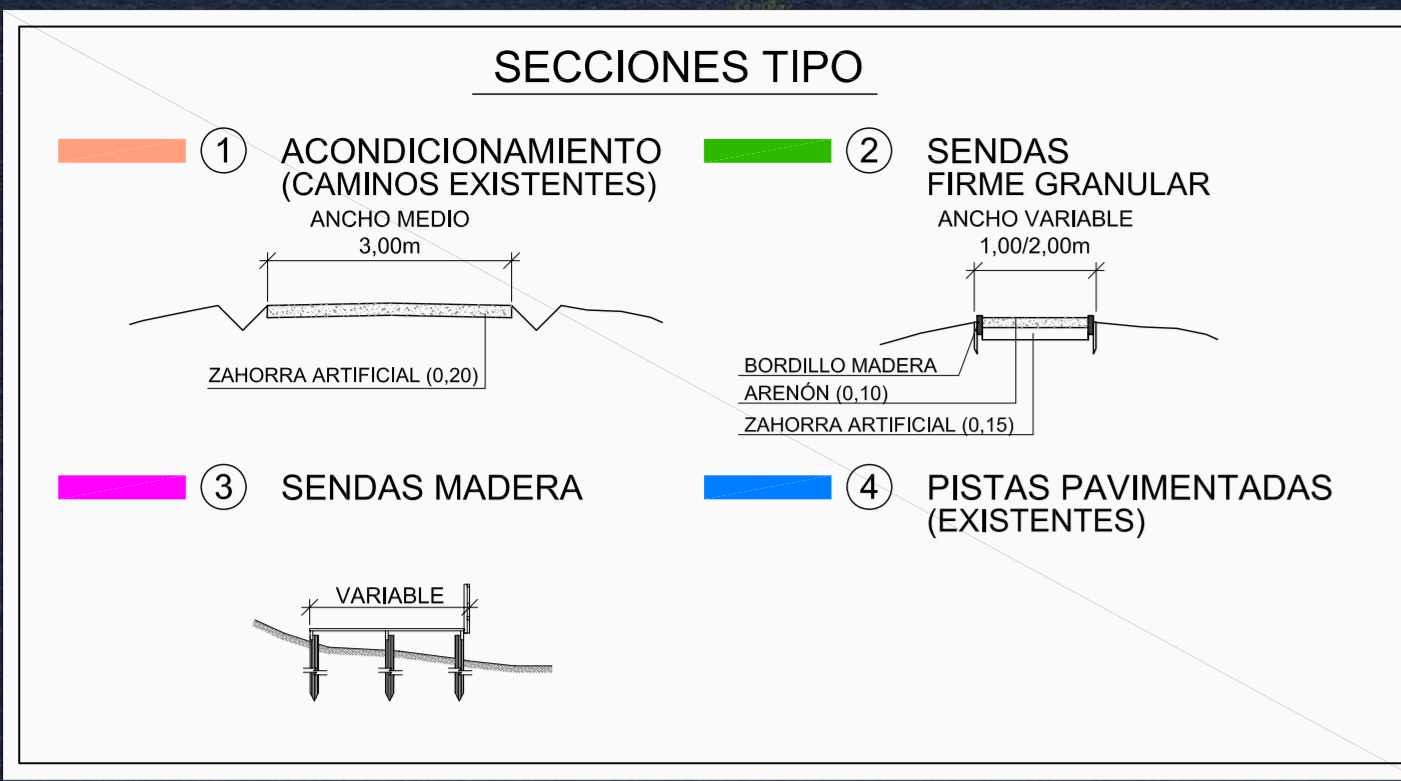 SECCIONES TIPO
1
ACONDICIONAMIENTO
(CAMINOS EXISTENTES)
ANCHO MEDIO
3,00m
ZAHORRA ARTIFICIAL (0,20)
2
SENDAS
FIRME GRANULAR
ANCHO VARIABLE
1,00/2,00m
BORDILLO MADERA
ARENÓN (0,10)
ZAHORRA ARTIFICIAL (0,15)
3
SENDAS MADERA
VARIABLE
4
PISTAS PAVIMENTADAS
(EXISTENTES)